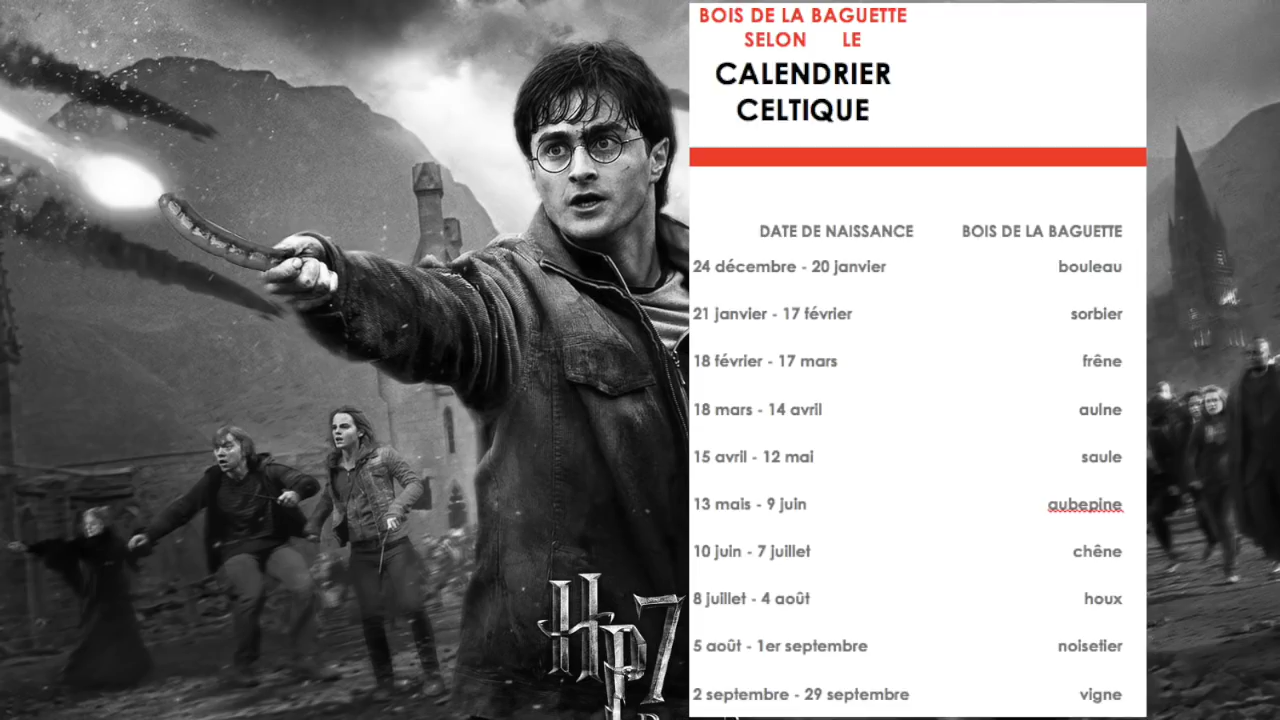 BOIS DE LA BAGUETTE
SELON LE
CALENDRIER
CELTIQUE
DATE DE NAISSANCE BOIS DE LA BAGUETTE
24 décembre - 20 janvier bouleau
21 janvier - 17 février sorbier
18 février - 17 mars frêne
18 mars - 14 avril aulne
15 avril - 12 mai saule
13 mais - 9 juin aubepine
10 juin - 7 juillet chêne
8 juillet - 4 août houx
5 août - 1er septembre noisetier
2 septembre - 29 septembre vigne
HP7